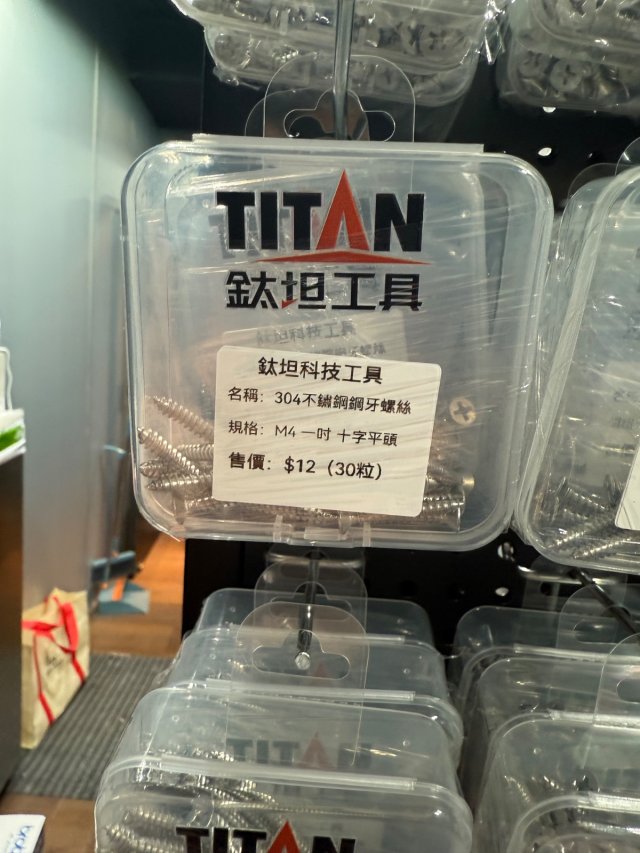 TITAN
鈦坦工具
鈦坦科技工具
名稱：304不鏽鋼鋼牙螺絲
規格：M4 一吋 十字平頭
售價：$12（30粒）
TITAN
TITAN